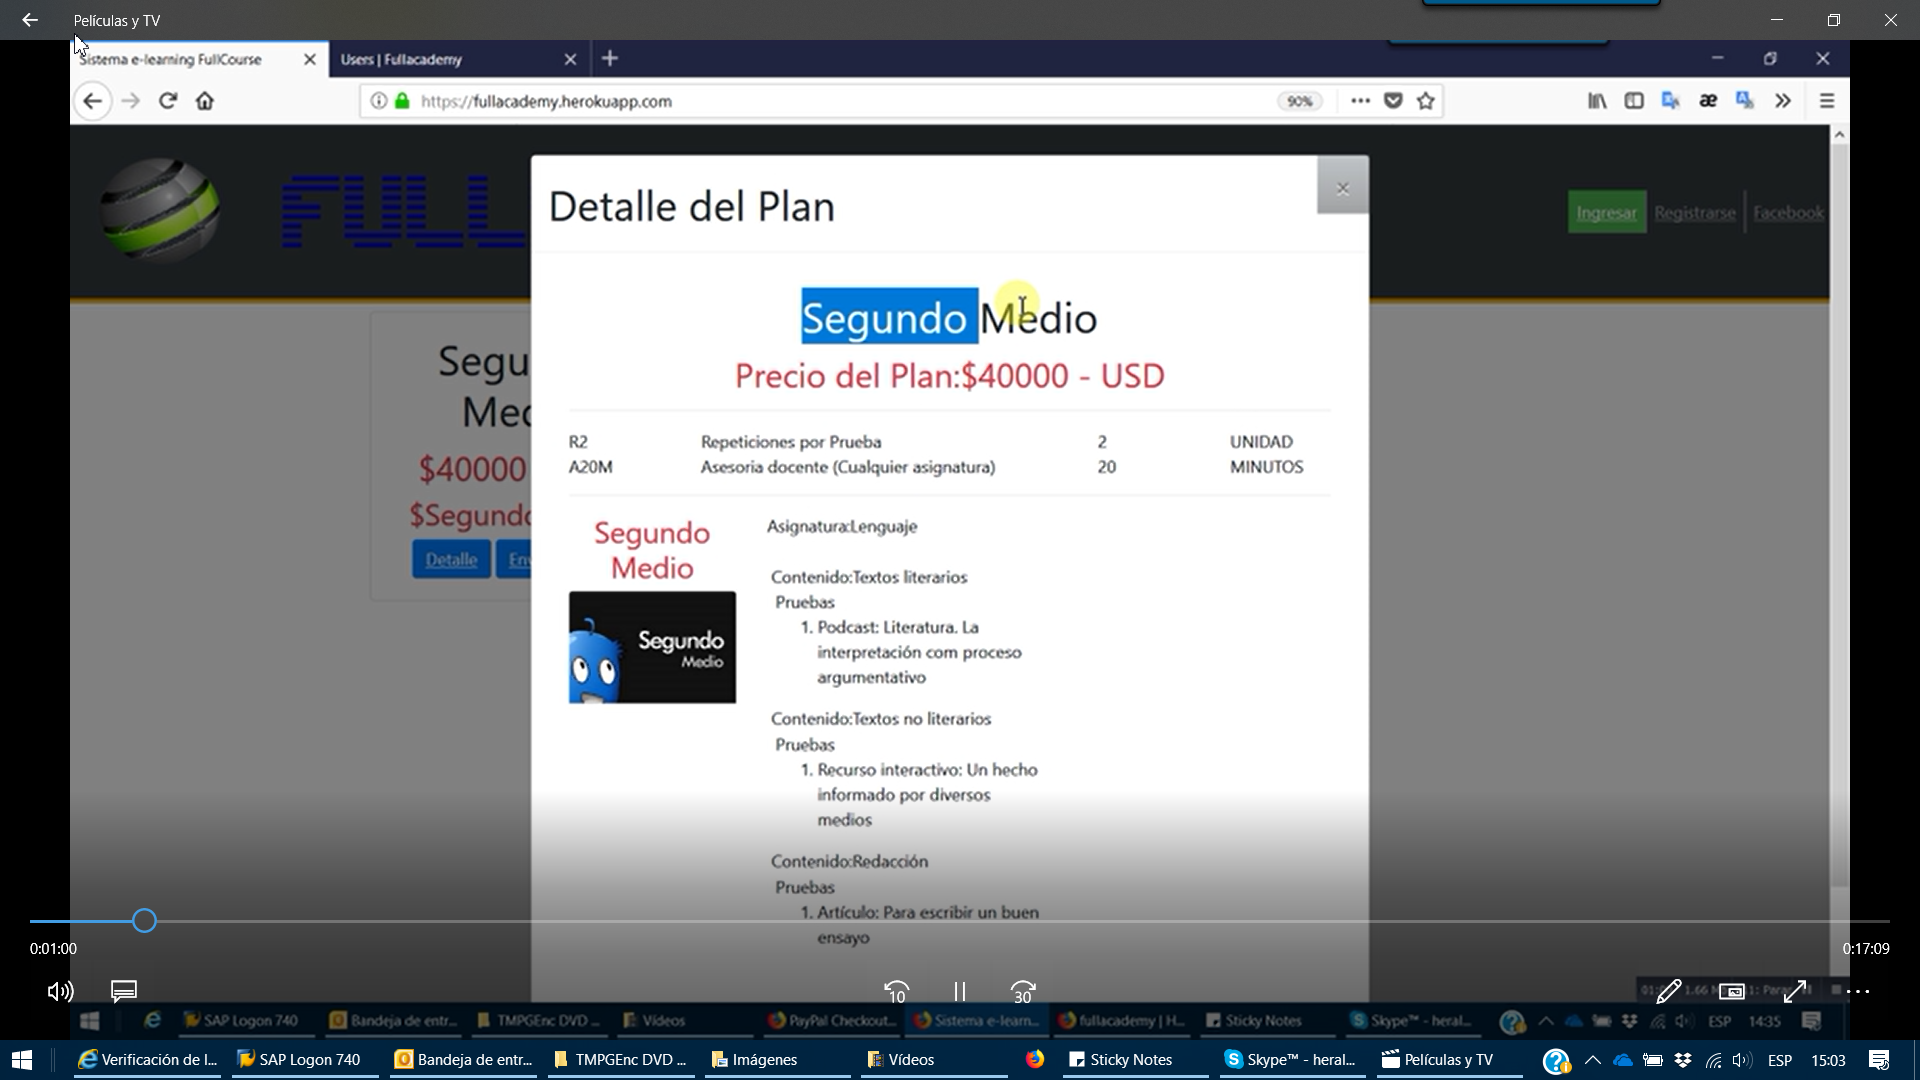 Películas y TV
Sistema e-learning FullCourse
Users | Fullacademy
https://fullacademy.herokuapp.com
90%
FULL
Ingresar
Registrarse
Facebook
Detalle del Plan
Segundo Medio
Precio del Plan:$40000 - USD
R2 Repeticiones por Prueba 2 UNIDAD
A20M Asesoria docente (Cualquier asignatura) 20 MINUTOS
Segu
Med
$40000
$Segundo
Detalle
Env
Segundo
Medio
Segundo
Medio
Asignatura:Lenguaje
Contenido:Textos literarios
Pruebas
1. Podcast: Literatura. La
interpretación com proceso
argumentativo
Contenido:Textos no literarios
Pruebas
1. Recurso interactivo: Un hecho
informado por diversos
medios
Contenido:Redacción
Pruebas
1. Artículo: Para escribir un buen
ensayo
0:01:00
0:17:09
10
30
SAP Logon 740
Bandeja de entr...
TMPGEnc DVD ...
Vídeos
PayPal Checkout...
Sistema e-learn...
fullacademy | H...
Sticky Notes
Skype™ - heral...
ESP
14:35
Verificación de l...
SAP Logon 740
Bandeja de entr...
TMPGEnc DVD ...
Imágenes
Vídeos
Sticky Notes
Skype™ - heral...
Películas y TV
ESP
15:03